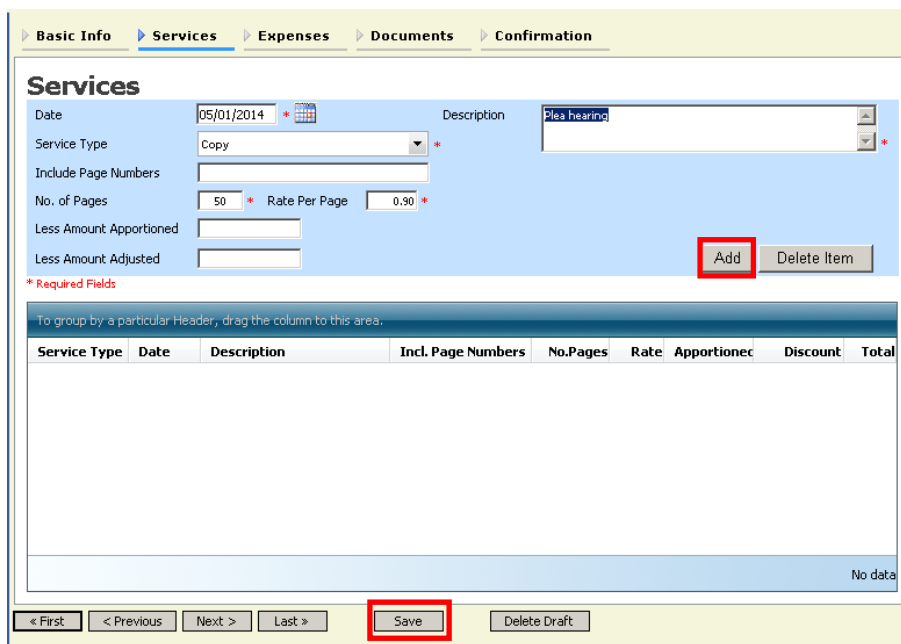 Basic Info Services Expenses Documents Confirmation
Services
Date 05/01/2014 * Description Plea hearing
Service Type Copy * *
Include Page Numbers
No. of Pages 50 * Rate Per Page 0.90 *
Less Amount Apportioned
Less Amount Adjusted Add Delete Item
* Required Fields
To group by a particular Header, drag the column to this area.
Service Type Date Description Incl. Page Numbers No.Pages Rate Apportionec Discount Total
No data
« First < Previous Next > Last » Save Delete Draft